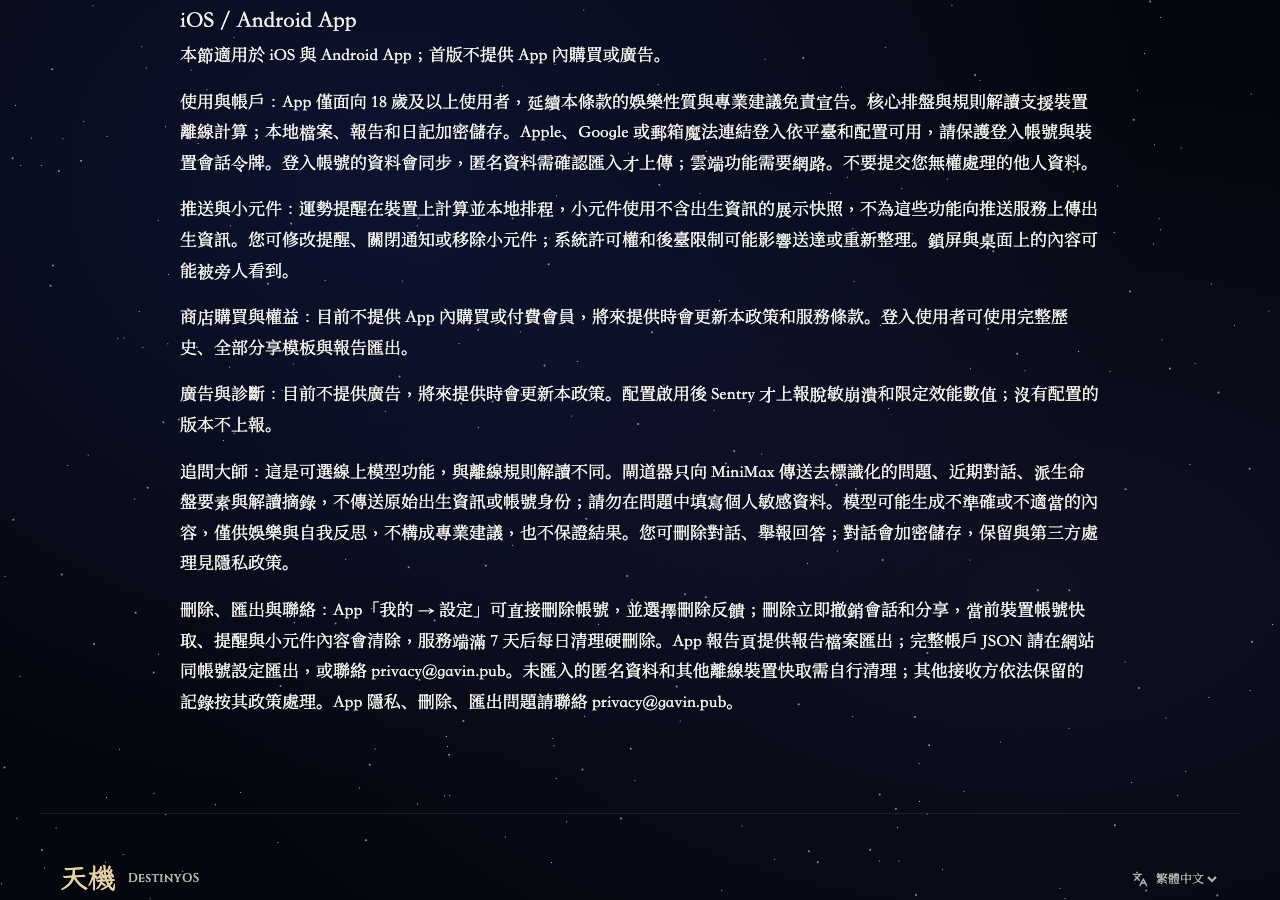 iOS / Android App
本節適用於 iOS 與 Android App；首版不提供 App 內購買或廣告。
使用與帳戶：App 僅面向 18 歲及以上使用者，延續本條款的娛樂性質與專業建議免責宣告。核心排盤與規則解讀支援裝置
離線計算；本地檔案、報告和日記加密儲存。Apple、Google 或郵箱魔法連結登入依平臺和配置可用，請保護登入帳號與裝
置會話令牌。登入帳號的資料會同步，匿名資料需確認匯入才上傳；雲端功能需要網路。不要提交您無權處理的他人資料。
推送與小元件：運勢提醒在裝置上計算並本地排程，小元件使用不含出生資訊的展示快照，不為這些功能向推送服務上傳出
生資訊。您可修改提醒、關閉通知或移除小元件；系統許可權和後臺限制可能影響送達或重新整理。鎖屏與桌面上的內容可
能被旁人看到。
商店購買與權益：目前不提供 App 內購買或付費會員，將來提供時會更新本政策和服務條款。登入使用者可使用完整歷
史、全部分享模板與報告匯出。
廣告與診斷：目前不提供廣告，將來提供時會更新本政策。配置啟用後 Sentry 才上報脫敏崩潰和限定效能數值；沒有配置的
版本不上報。
追問大師：這是可選線上模型功能，與離線規則解讀不同。閘道器只向 MiniMax 傳送去標識化的問題、近期對話、派生命
盤要素與解讀摘錄，不傳送原始出生資訊或帳號身份；請勿在問題中填寫個人敏感資料。模型可能生成不準確或不適當的內
容，僅供娛樂與自我反思，不構成專業建議，也不保證結果。您可刪除對話、舉報回答；對話會加密儲存，保留與第三方處
理見隱私政策。
刪除、匯出與聯絡：App「我的 → 設定」可直接刪除帳號，並選擇刪除反饋；刪除立即撤銷會話和分享，當前裝置帳號快
取、提醒與小元件內容會清除，服務端滿 7 天后每日清理硬刪除。App 報告頁提供報告檔案匯出；完整帳戶 JSON 請在網站
同帳號設定匯出，或聯絡 privacy@gavin.pub。未匯入的匿名資料和其他離線裝置快取需自行清理；其他接收方依法保留的
記錄按其政策處理。App 隱私、刪除、匯出問題請聯絡 privacy@gavin.pub。
天機 DestinyOS
繁體中文